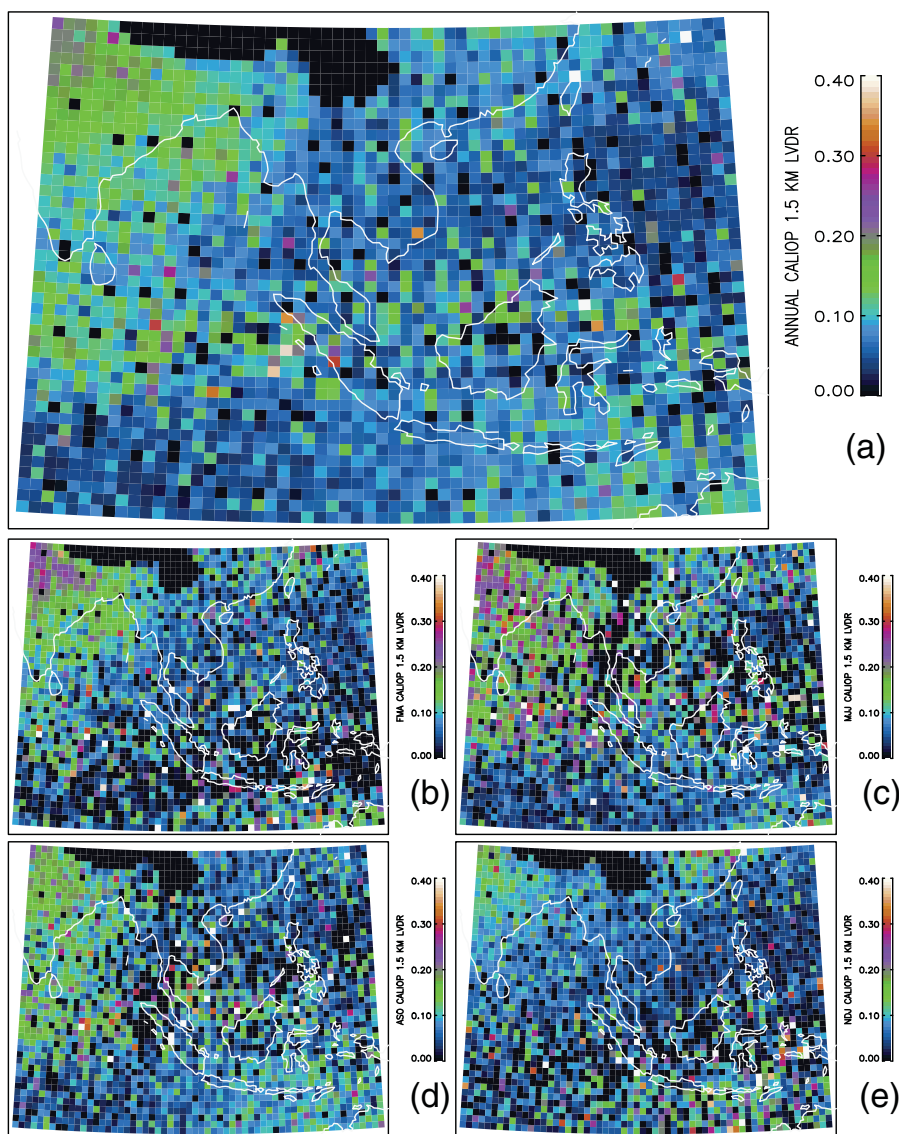 0.40
0.30
0.20
0.10
0.00
ANNUAL CALIOP 1.5 KM LVDR
(a)
0.40
0.30
0.20
0.10
0.00
FMA CALIOP 1.5 KM LVDR
(b)
0.40
0.30
0.20
0.10
0.00
MJJ CALIOP 1.5 KM LVDR
(c)
0.40
0.30
0.20
0.10
0.00
ASO CALIOP 1.5 KM LVDR
(d)
0.40
0.30
0.20
0.10
0.00
NDJ CALIOP 1.5 KM LVDR
(e)